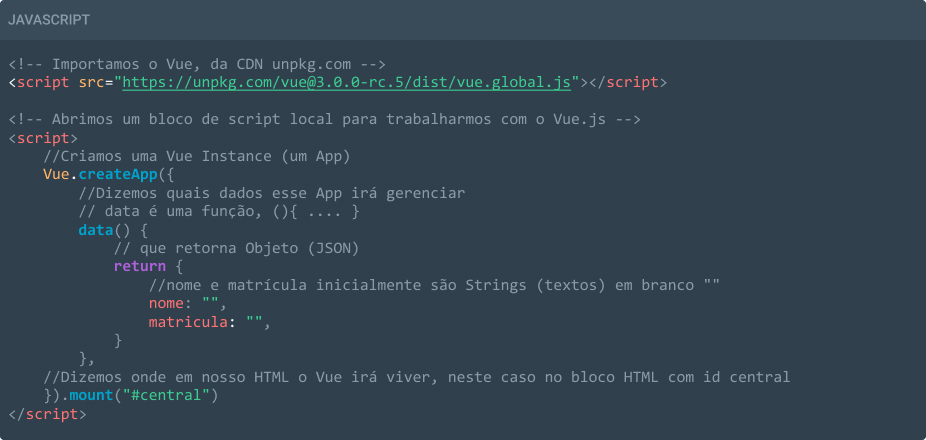 JAVASCRIPT
<!-- Importamos o Vue, da CDN unpkg.com -->
<script src="https://unpkg.com/vue@3.0.0-rc.5/dist/vue.global.js"></script>
<!-- Abrimos um bloco de script local para trabalharmos com o Vue.js -->
<script>
    //Criamos uma Vue Instance (um App)
    Vue.createApp({
        //Dizemos quais dados esse App irá gerenciar
        // data é uma função, (){ .... }
        data() {
            // que retorna Objeto (JSON)
            return {
                //nome e matrícula inicialmente são Strings (textos) em branco ""
                nome: "",
                matricula: "",
            }
        },
    //Dizemos onde em nosso HTML o Vue irá viver, neste caso no bloco HTML com id central
    }).mount("#central")
</script>